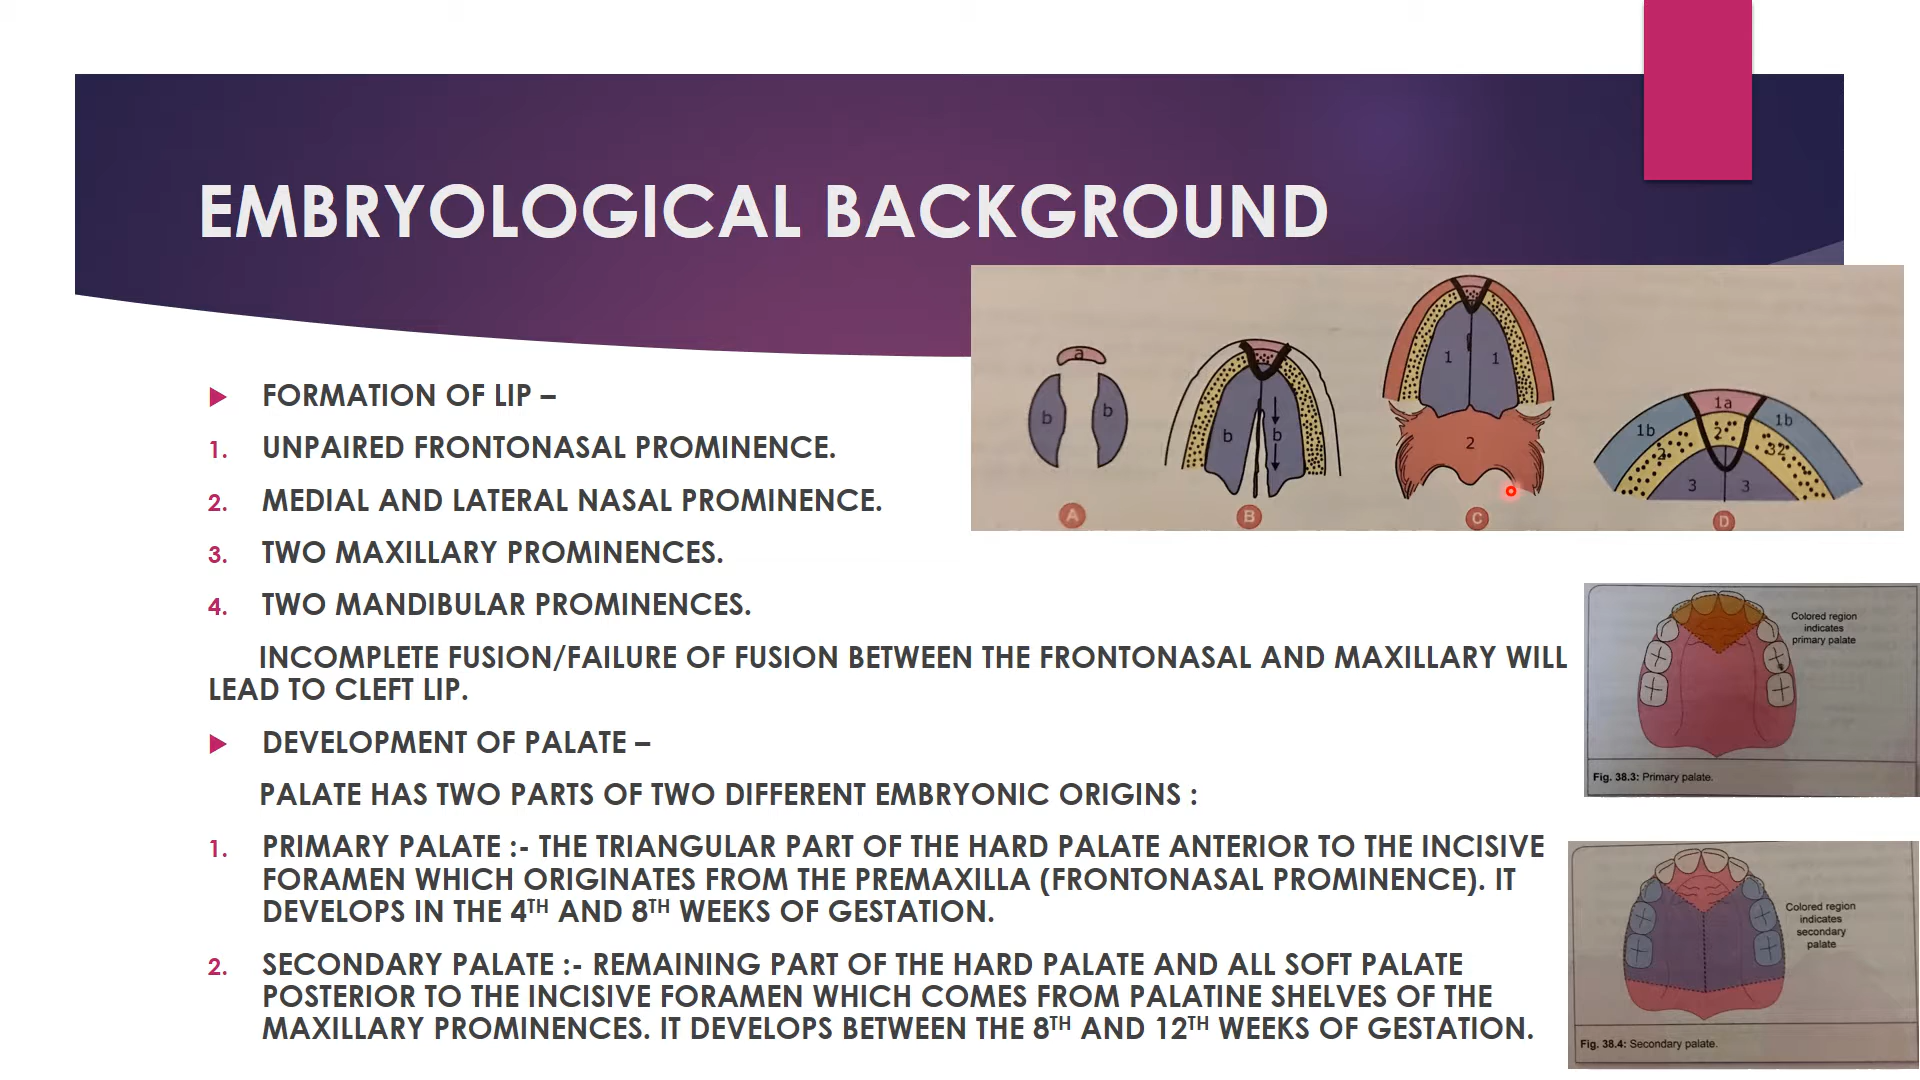 EMBRYOLOGICAL BACKGROUND
FORMATION OF LIP –
1. UNPAIRED FRONTONASAL PROMINENCE.
2. MEDIAL AND LATERAL NASAL PROMINENCE.
3. TWO MAXILLARY PROMINENCES.
4. TWO MANDIBULAR PROMINENCES.
INCOMPLETE FUSION/FAILURE OF FUSION BETWEEN THE FRONTONASAL AND MAXILLARY WILL
LEAD TO CLEFT LIP.
DEVELOPMENT OF PALATE –
PALATE HAS TWO PARTS OF TWO DIFFERENT EMBRYONIC ORIGINS :
1. PRIMARY PALATE :- THE TRIANGULAR PART OF THE HARD PALATE ANTERIOR TO THE INCISIVE
FORAMEN WHICH ORIGINATES FROM THE PREMAXILLA (FRONTONASAL PROMINENCE). IT
DEVELOPS IN THE 4TH AND 8TH WEEKS OF GESTATION.
2. SECONDARY PALATE :- REMAINING PART OF THE HARD PALATE AND ALL SOFT PALATE
POSTERIOR TO THE INCISIVE FORAMEN WHICH COMES FROM PALATINE SHELVES OF THE
MAXILLARY PROMINENCES. IT DEVELOPS BETWEEN THE 8TH AND 12TH WEEKS OF GESTATION.
a
b b
A
b b
B
1 1
2
C
1a
1b 1b
2 2 32
3 3
D
Colored region
indicates
primary palate
Fig. 38.3: Primary palate.
Colored region
indicates
secondary
palate
Fig. 38.4: Secondary palate.